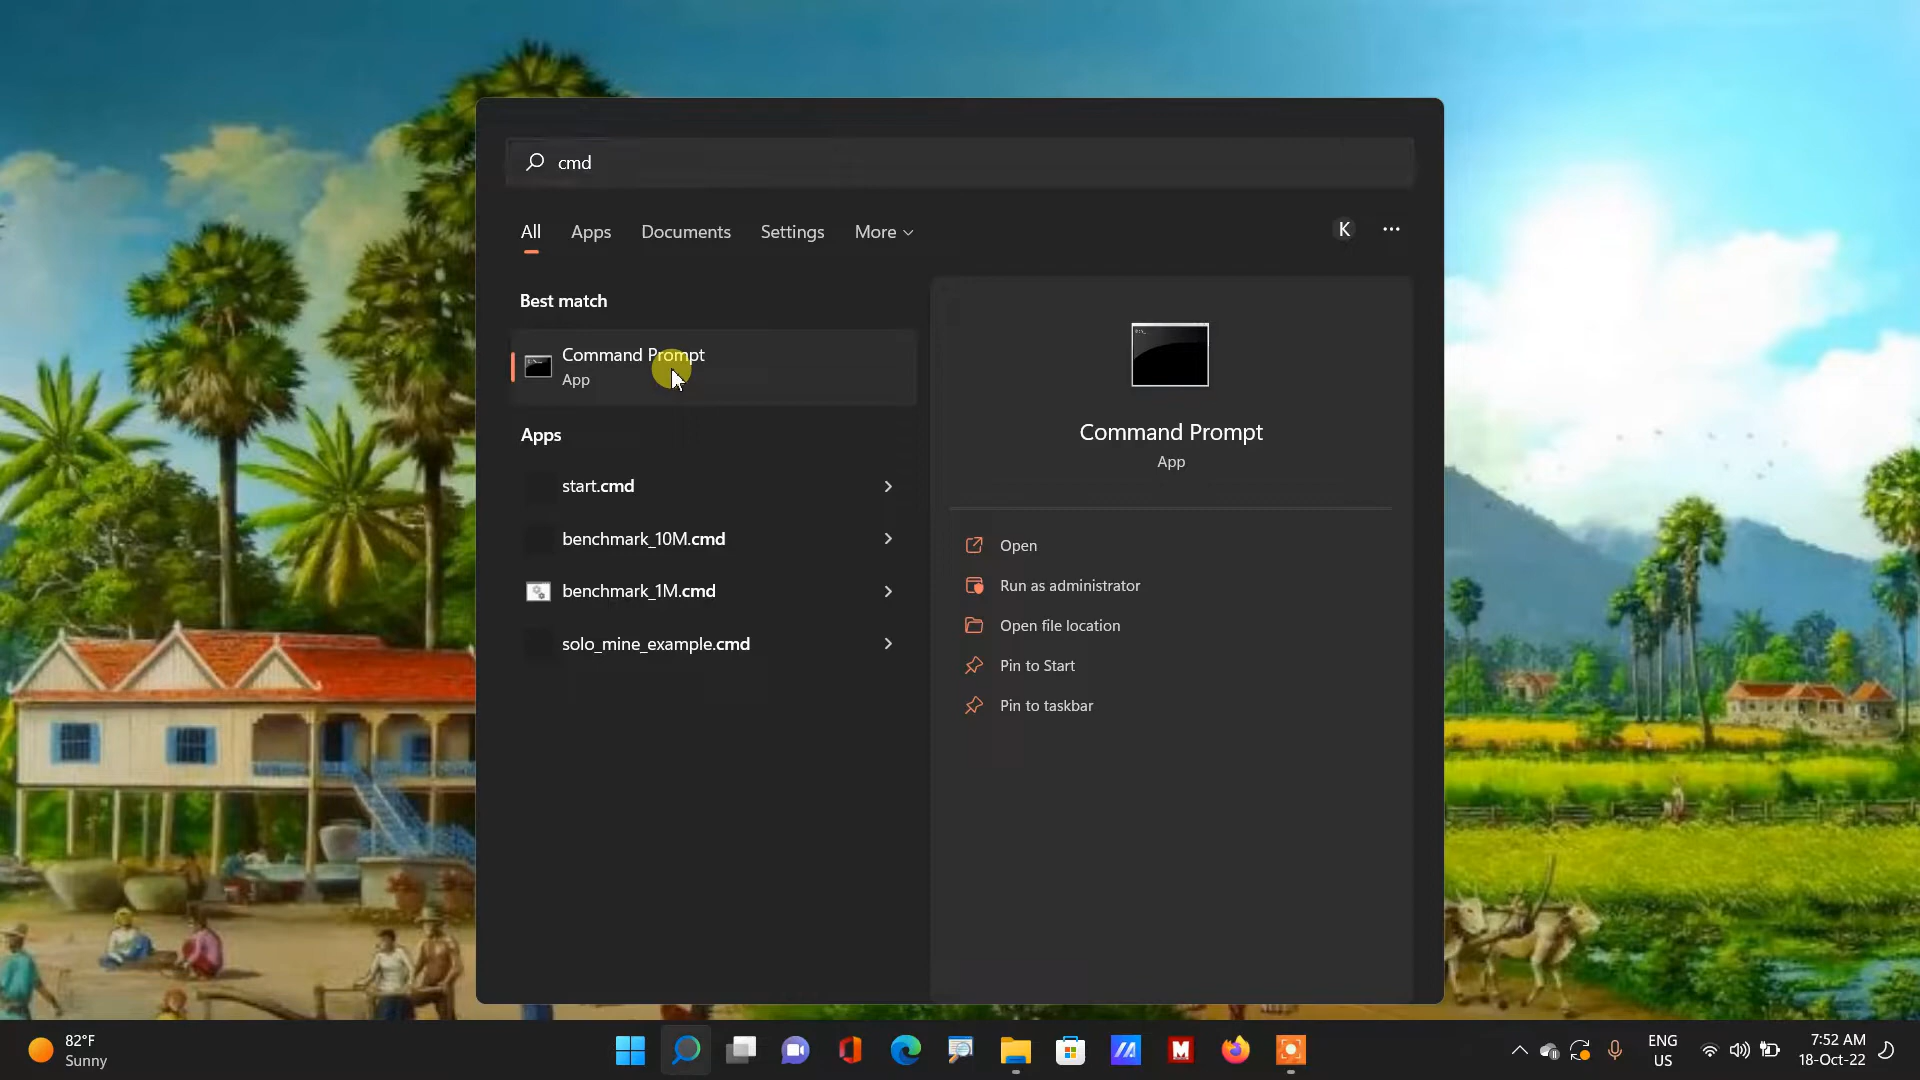 cmd
All Apps Documents Settings More
K
Best match
Command Prompt
App
Apps
start.cmd
benchmark_10M.cmd
benchmark_1M.cmd
solo_mine_example.cmd
Command Prompt
App
Open
Run as administrator
Open file location
Pin to Start
Pin to taskbar
82°F
Sunny
M
ENG
US
7:52 AM
18-Oct-22